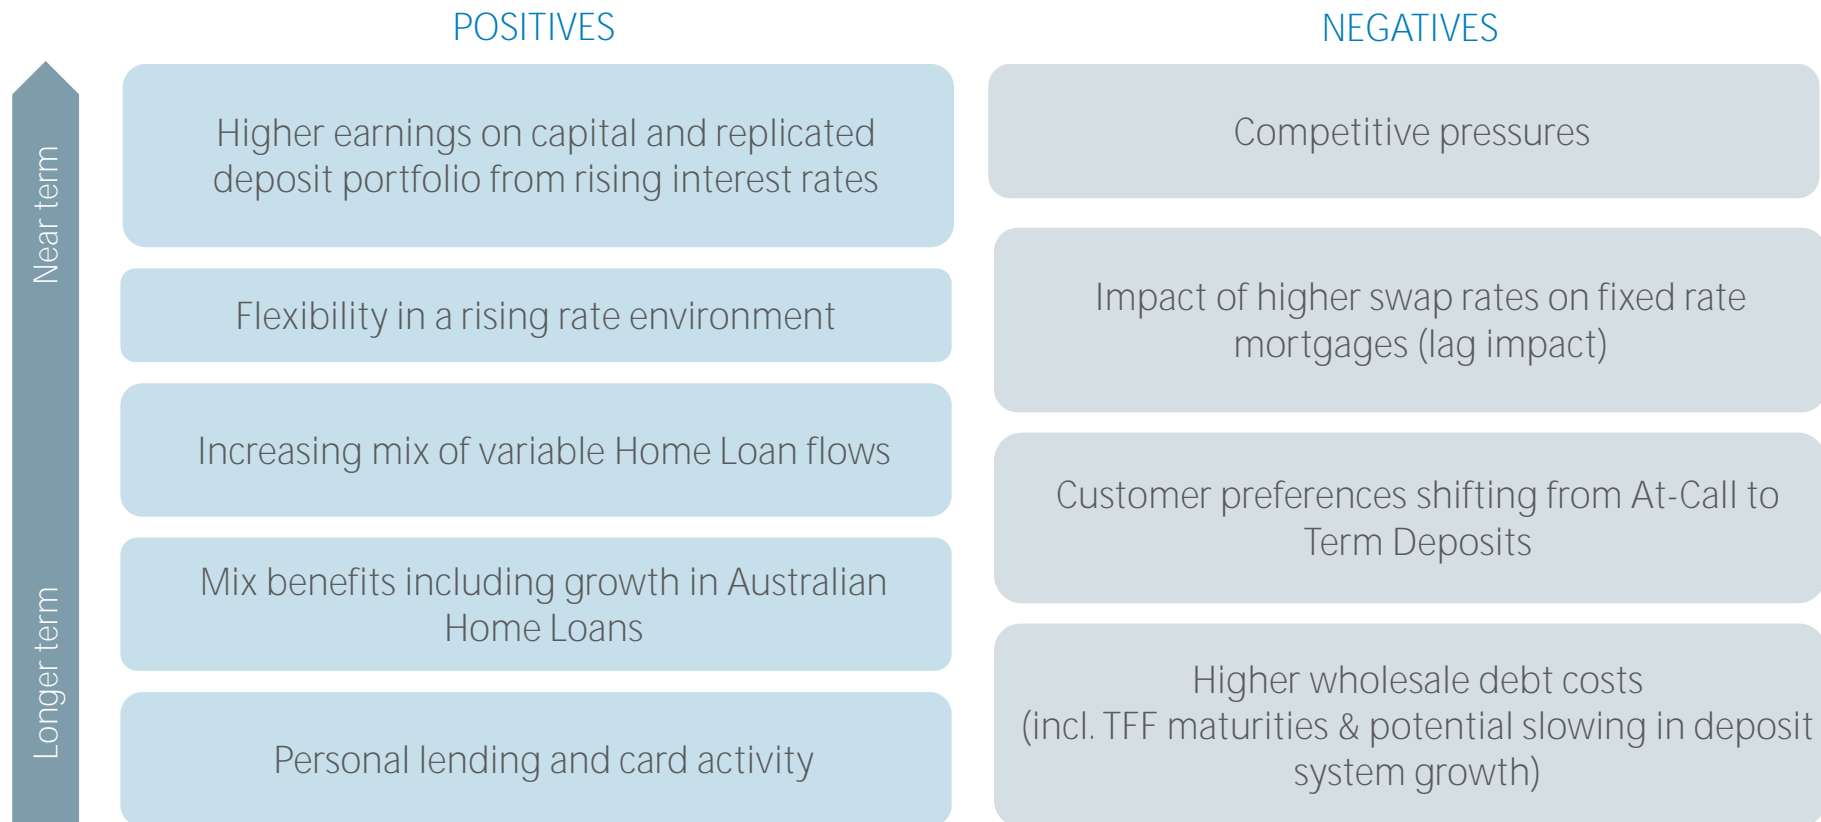 POSITIVES
NEGATIVES
Near term
Longer term
Higher earnings on capital and replicated
deposit portfolio from rising interest rates
Flexibility in a rising rate environment
Increasing mix of variable Home Loan flows
Mix benefits including growth in Australian
Home Loans
Personal lending and card activity
Competitive pressures
Impact of higher swap rates on fixed rate
mortgages (lag impact)
Customer preferences shifting from At-Call to
Term Deposits
Higher wholesale debt costs
(incl. TFF maturities & potential slowing in deposit
system growth)